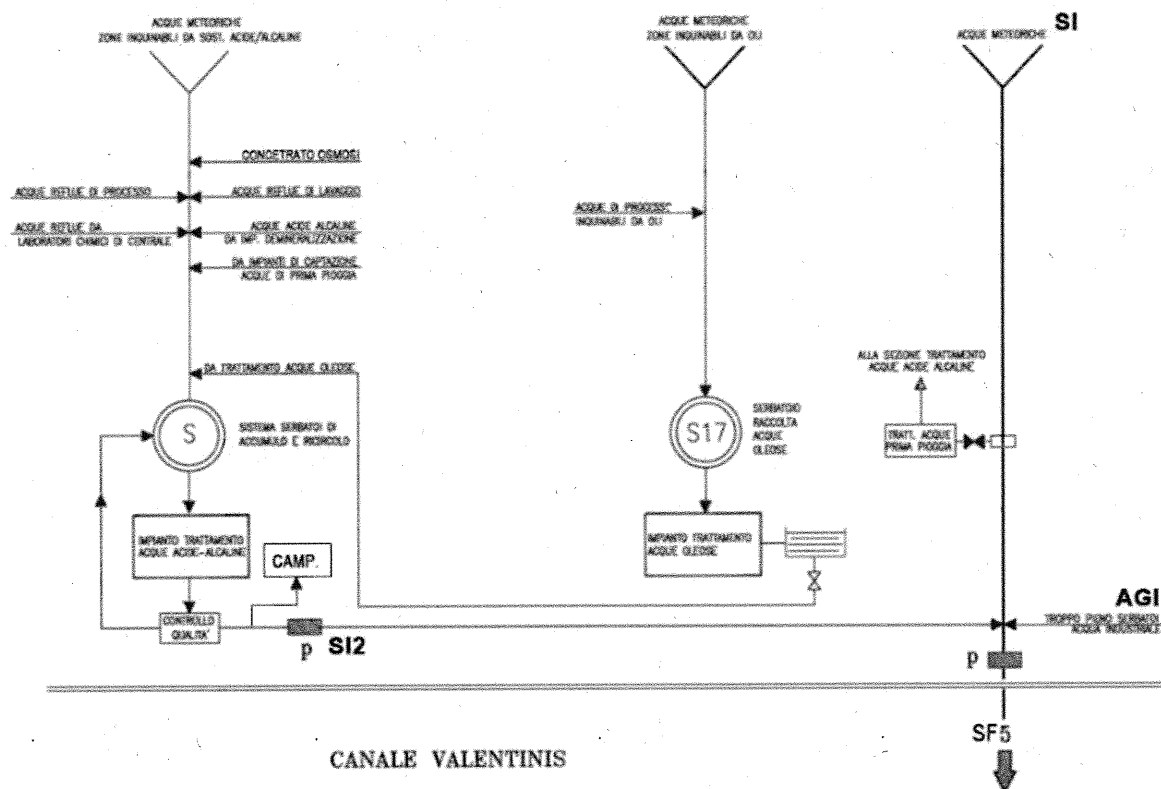 ACQUE METEORICHE
ZONE INQUINABILI DA SOST. ACIDE/ALCALINE
ACQUE METEORICHE
ZONE INQUINABILI DA OLI
SI
ACQUE METEORICHE
CONCETRATO OSMOSI
ACQUE REFLUE DI PROCESSO
ACQUE REFLUE DI LAVAGGIO
ACQUE REFLUE DA
LABORATORI CHIMICI DI CENTRALE
ACQUE ACIDE ALCALINE
DA IMP. DEMINERALIZZAZIONE
DA IMPIANTI DI CAPTAZIONE
ACQUE DI PRIMA PIOGGIA
ACQUE DI PROCESSO
INQUINABILI DA OLI
DA TRATTAMENTO ACQUE OLEOSE
ALLA SEZIONE TRATTAMENTO
ACQUE ACIDE ALCALINE
S
SISTEMA SERBATOI DI
ACCUMULO E RICIRCOLO
S17
SERBATOIO
RACCOLTA
ACQUE
OLEOSE
TRATT. ACQUE
PRIMA PIOGGIA
IMPIANTO TRATTAMENTO
ACQUE ACIDE-ALCALINE
CAMP.
IMPIANTO TRATTAMENTO
ACQUE OLEOSE
CONTROLLO
QUALITA'
p
SI2
AGI
TROPPO PIENO SERBATOI
ACQUA INDUSTRIALE
p
SF5
CANALE VALENTINIS